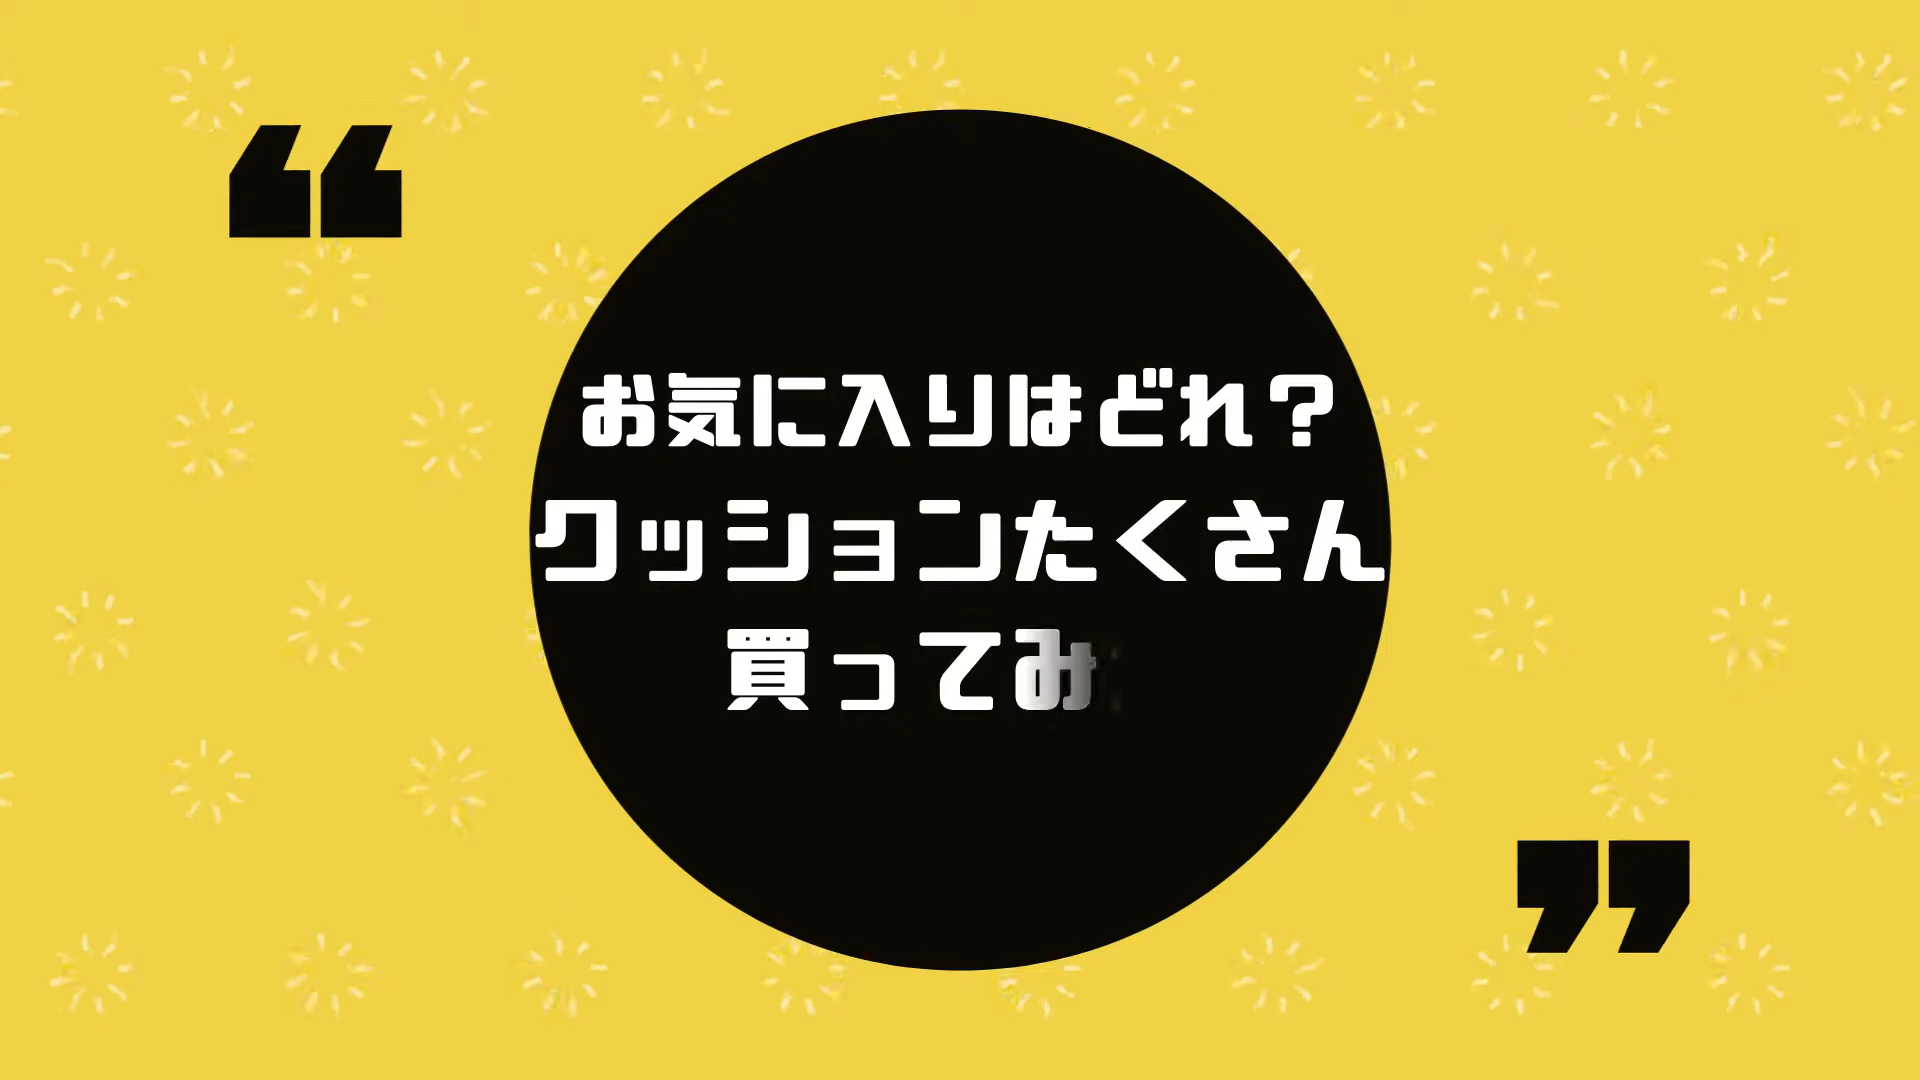 お気に入りはどれ？
クッションたくさん
買ってみ